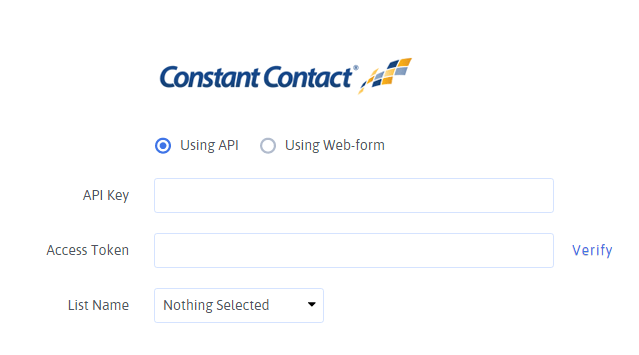 Constant Contact®
Using API Using Web-form
API Key
Access Token Verify
List Name Nothing Selected